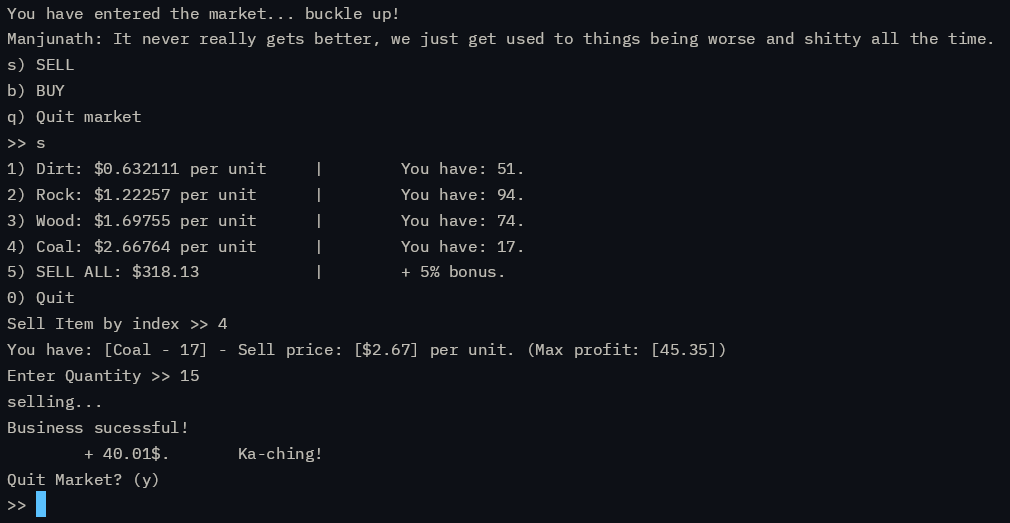 You have entered the market... buckle up!
Manjunath: It never really gets better, we just get used to things being worse and shitty all the time.
s) SELL
b) BUY
q) Quit market
>> s
1) Dirt: $0.632111 per unit     |        You have: 51.
2) Rock: $1.22257 per unit      |        You have: 94.
3) Wood: $1.69755 per unit      |        You have: 74.
4) Coal: $2.66764 per unit      |        You have: 17.
5) SELL ALL: $318.13            |        + 5% bonus.
0) Quit
Sell Item by index >> 4
You have: [Coal - 17] - Sell price: [$2.67] per unit. (Max profit: [45.35])
Enter Quantity >> 15
selling...
Business sucessful!
        + 40.01$.       Ka-ching!
Quit Market? (y)
>>